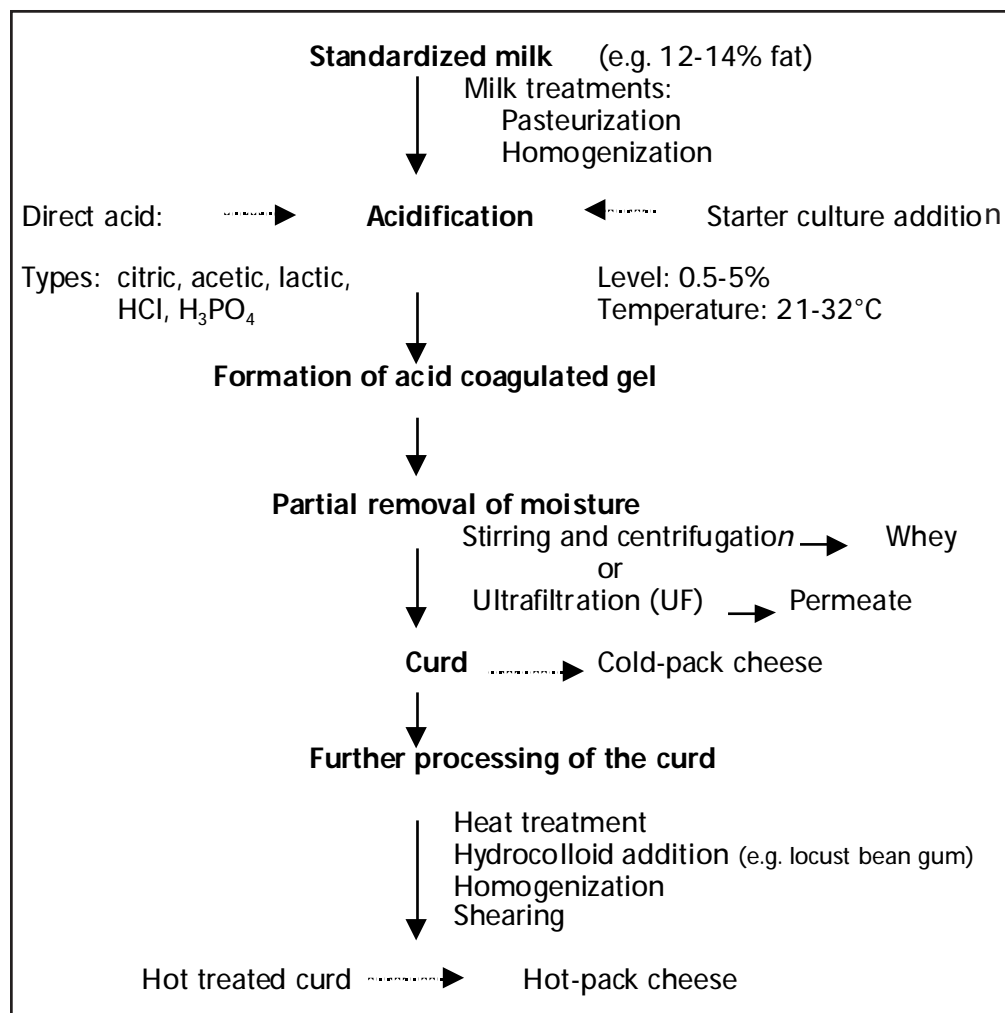 Standardized milk (e.g. 12-14% fat)
Milk treatments:
Pasteurization
Homogenization
Direct acid: Acidification Starter culture addition
Types: citric, acetic, lactic, Level: 0.5-5%
HCl, H₃PO₄ Temperature: 21-32°C
Formation of acid coagulated gel
Partial removal of moisture
Stirring and centrifugation Whey
or
Ultrafiltration (UF) Permeate
Curd Cold-pack cheese
Further processing of the curd
Heat treatment
Hydrocolloid addition (e.g. locust bean gum)
Homogenization
Shearing
Hot treated curd Hot-pack cheese